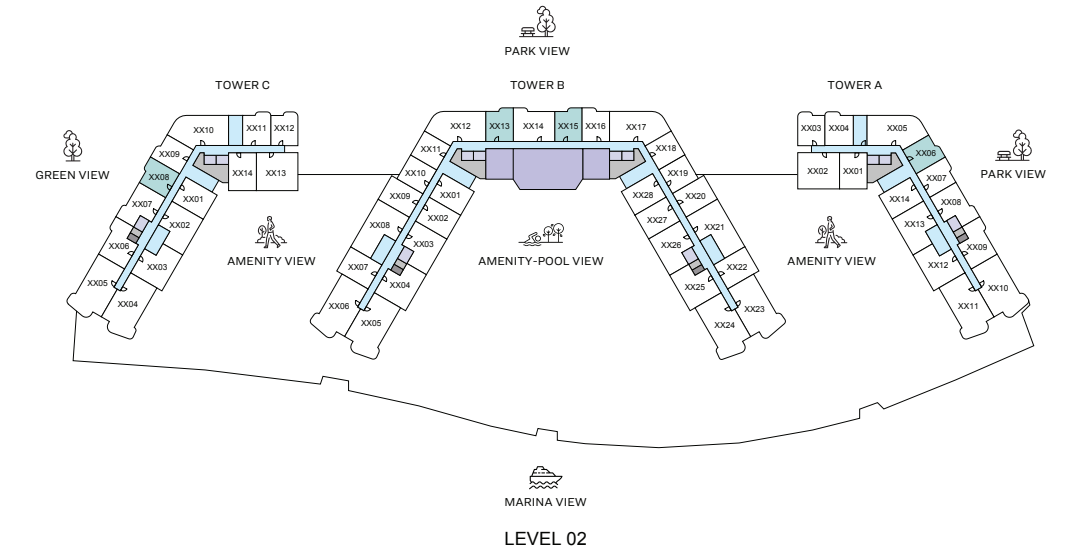 PARK VIEW
TOWER C
TOWER B
TOWER A
XX10
XX11
XX12
XX09
XX08
XX14
XX13
XX07
XX01
XX06
XX02
XX05
XX03
XX04
XX12
XX13
XX14
XX15
XX16
XX17
XX11
XX18
XX10
XX01
XX28
XX19
XX09
XX02
XX27
XX20
XX08
XX03
XX26
XX21
XX07
XX04
XX25
XX22
XX06
XX05
XX24
XX23
XX03
XX04
XX05
XX06
XX02
XX01
XX07
XX14
XX08
XX13
XX09
XX12
XX10
XX11
GREEN VIEW
PARK VIEW
AMENITY VIEW
AMENITY-POOL VIEW
AMENITY VIEW
MARINA VIEW
LEVEL 02